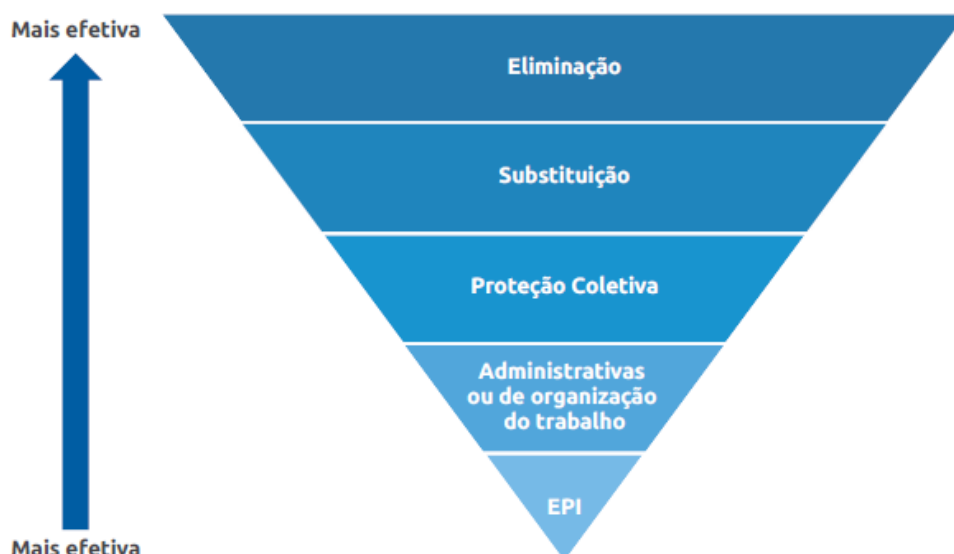 Mais efetiva
Eliminação
Substituição
Proteção Coletiva
Administrativas
ou de organização
do trabalho
EPI
Mais efetiva